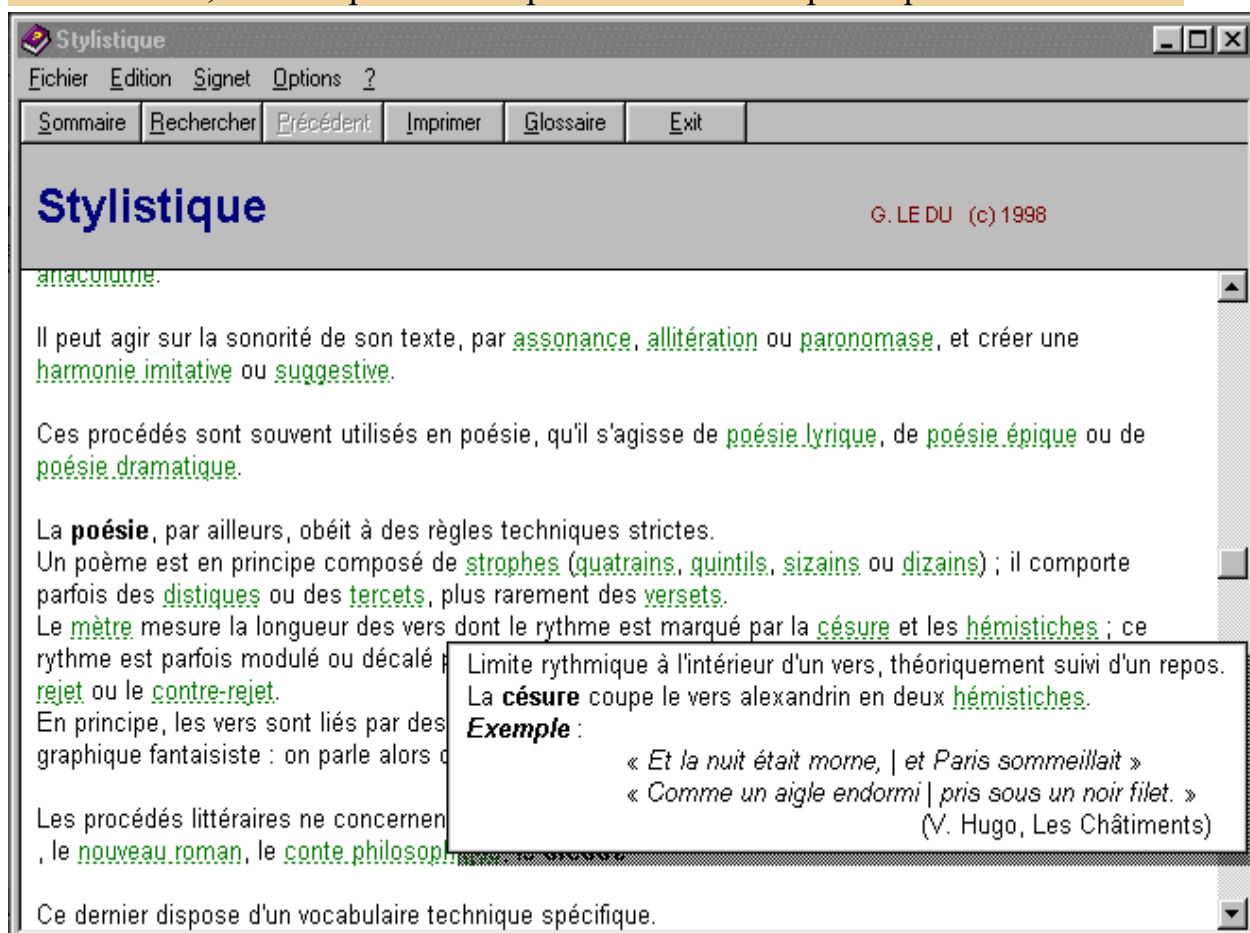 Stylistique
Fichier Edition Signet Options ?
Sommaire Rechercher Précédent Imprimer Glossaire Exit
Stylistique
G. LE DU (c) 1998
anacoluthe.
Il peut agir sur la sonorité de son texte, par assonance, allitération ou paronomase, et créer une
harmonie imitative ou suggestive.
Ces procédés sont souvent utilisés en poésie, qu'il s'agisse de poésie lyrique, de poésie épique ou de
poésie dramatique.
La poésie, par ailleurs, obéit à des règles techniques strictes.
Un poème est en principe composé de strophes (quatrains, quintils, sizains ou dizains) ; il comporte
parfois des distiques ou des tercets, plus rarement des versets.
Le mètre mesure la longueur des vers dont le rythme est marqué par la césure et les hémistiches ; ce
rythme est parfois modulé ou décalé
rejet ou le contre-rejet.
En principe, les vers sont liés par des
graphique fantaisiste : on parle alors
Limite rythmique à l'intérieur d'un vers, théoriquement suivi d'un repos.
La césure coupe le vers alexandrin en deux hémistiches.
Exemple :
« Et la nuit était morne, | et Paris sommeillait »
« Comme un aigle endormi | pris sous un noir filet. »
(V. Hugo, Les Châtiments)
Les procédés littéraires ne
, le nouveau roman, le conte philosophique, le
Ce dernier dispose d'un vocabulaire technique spécifique.